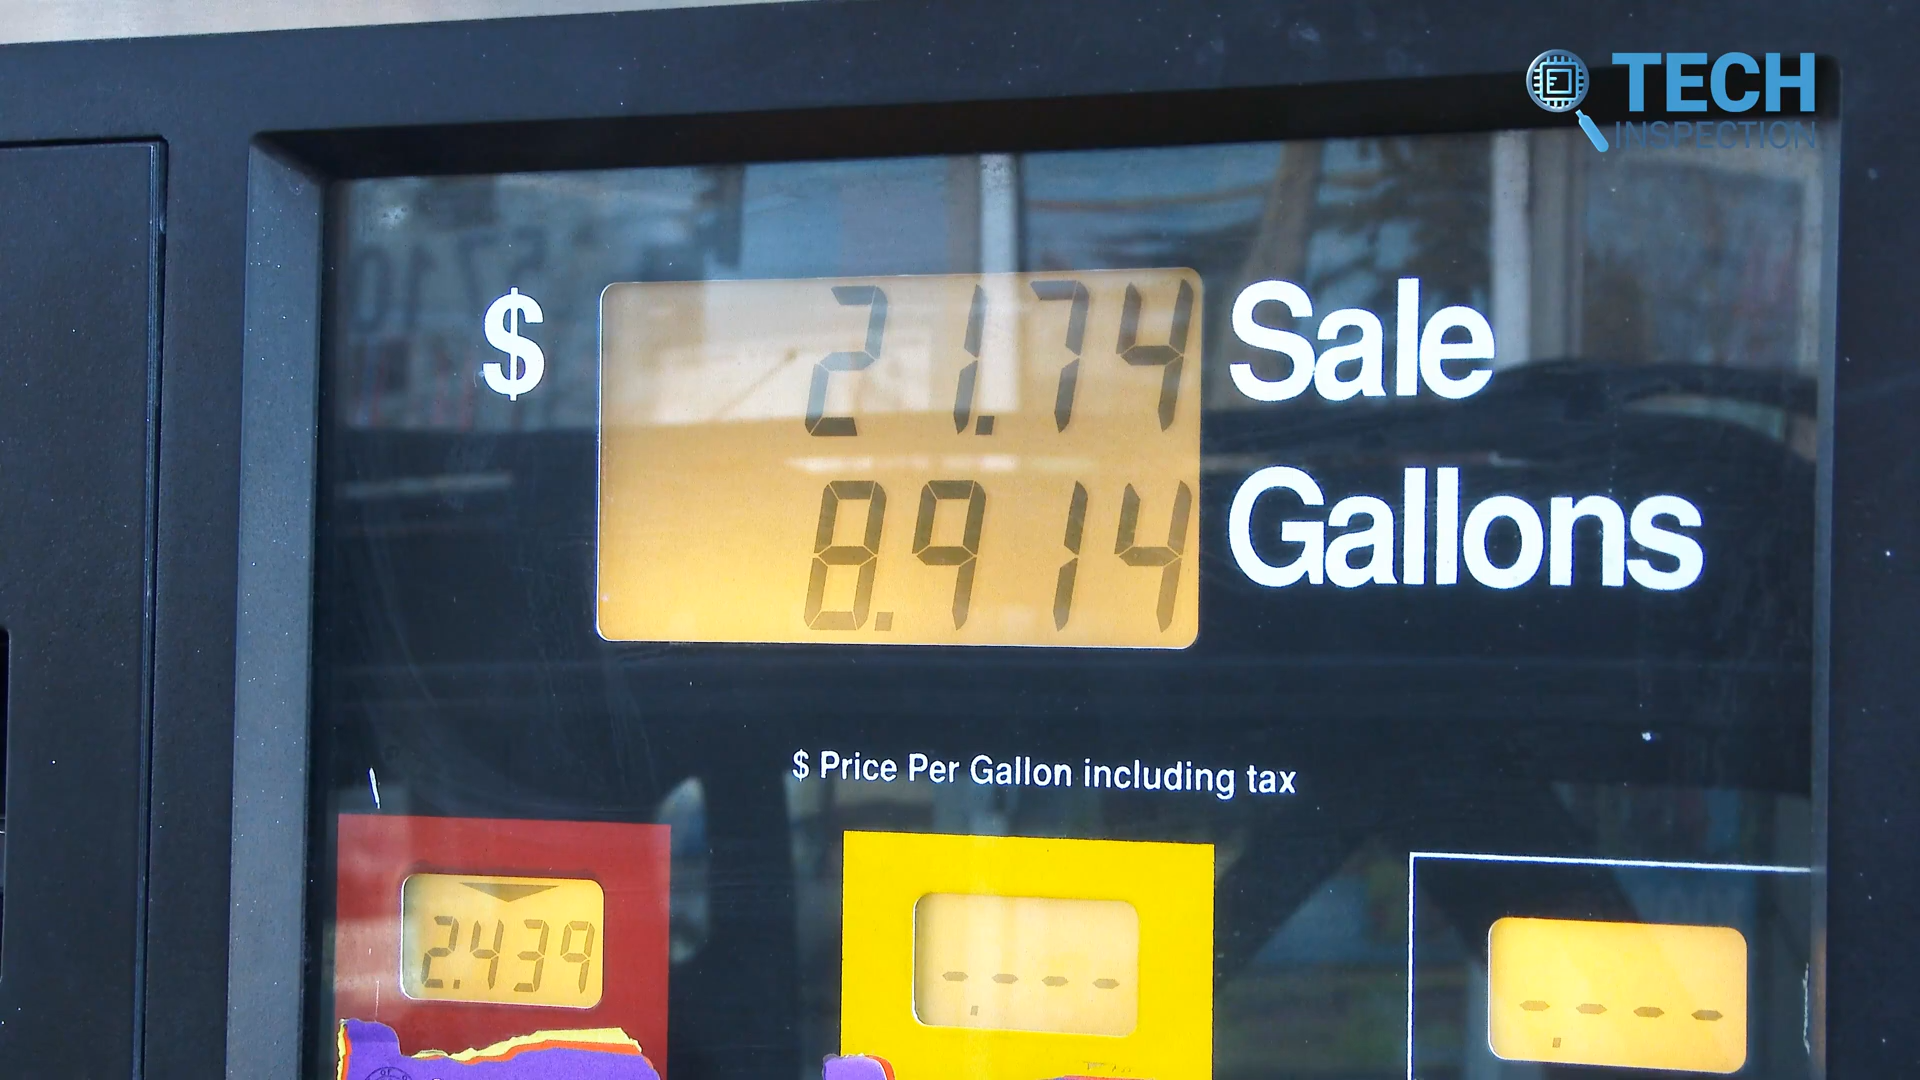 TECH
INSPECTION
$ 21.74 Sale
8.914 Gallons
$ Price Per Gallon including tax
2.439